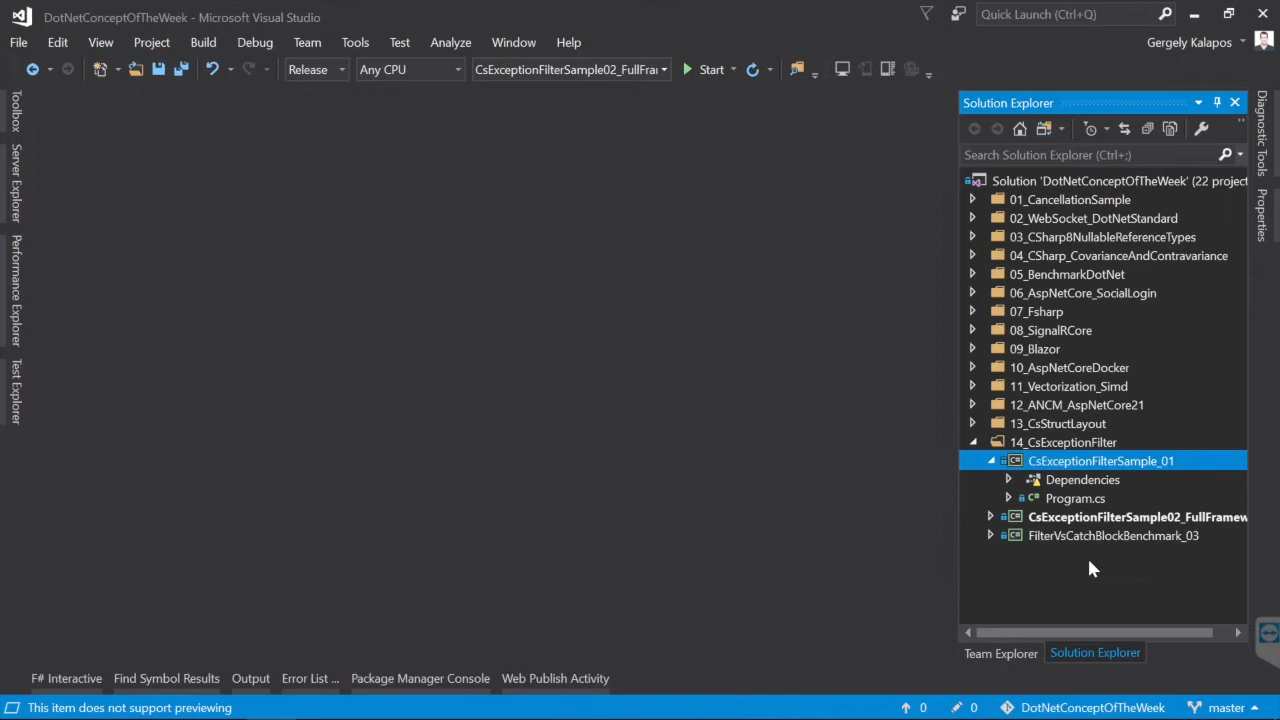 DotNetConceptOfTheWeek - Microsoft Visual Studio
Quick Launch (Ctrl+Q)
File Edit View Project Build Debug Team Tools Test Analyze Window Help
Gergely Kalapos
Release Any CPU CsExceptionFilterSample02_FullFra Start
Toolbox
Server Explorer
Performance Explorer
Test Explorer
Solution Explorer
Search Solution Explorer (Ctrl+;)
Solution 'DotNetConceptOfTheWeek' (22 project
01_CancellationSample
02_WebSocket_DotNetStandard
03_CSharp8NullableReferenceTypes
04_CSharp_CovarianceAndContravariance
05_BenchmarkDotNet
06_AspNetCore_SocialLogin
07_Fsharp
08_SignalRCore
09_Blazor
10_AspNetCoreDocker
11_Vectorization_Simd
12_ANCM_AspNetCore21
13_CsStructLayout
14_CsExceptionFilter
C# CsExceptionFilterSample_01
Dependencies
C# Program.cs
C# CsExceptionFilterSample02_FullFramew
C# FilterVsCatchBlockBenchmark_03
Team Explorer Solution Explorer
Diagnostic Tools
Properties
F# Interactive Find Symbol Results Output Error List ... Package Manager Console Web Publish Activity
This item does not support previewing
0 0 DotNetConceptOfTheWeek master